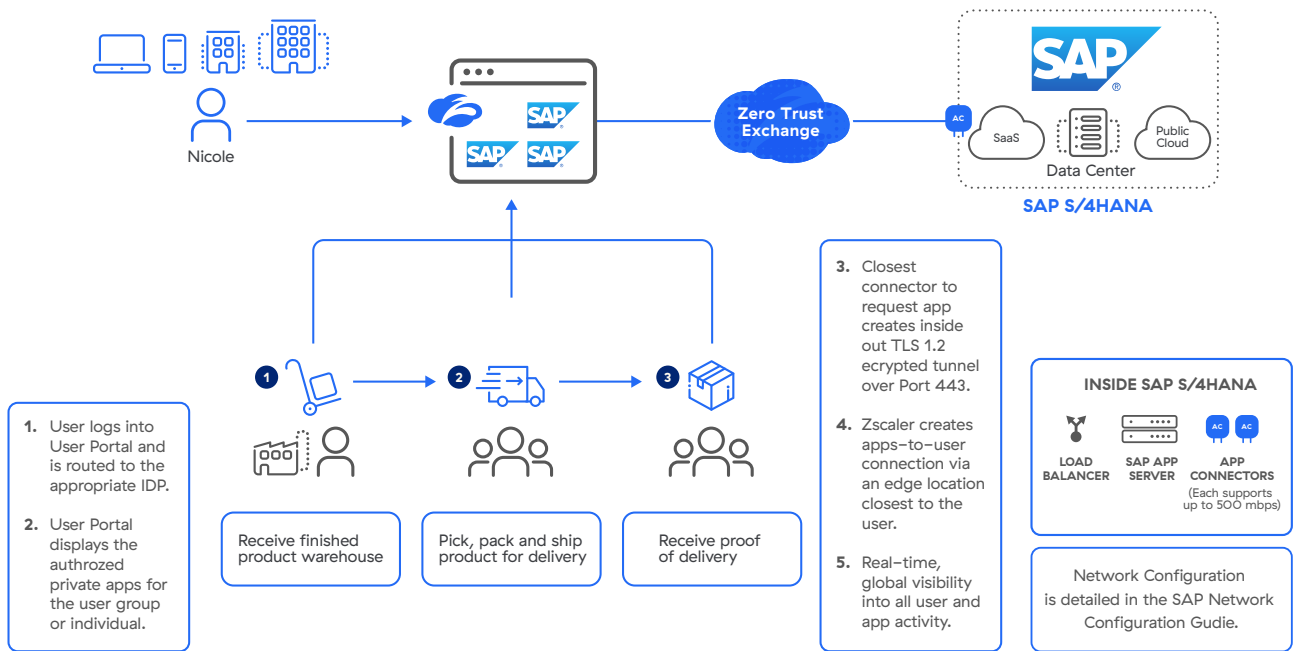 Nicole
SAP
®
SAP
®
SAP
®
Zero Trust
Exchange
AC
SAP
®
SaaS
Public
Cloud
Data Center
SAP S/4HANA
1
2
3
1. User logs into
User Portal and
is routed to the
appropriate IDP.
2. User Portal
displays the
authrozed
private apps for
the user group
or individual.
Receive finished
product warehouse
Pick, pack and ship
product for delivery
Receive proof
of delivery
3. Closest
connector to
request app
creates inside
out TLS 1.2
ecrypted tunnel
over Port 443.
4. Zscaler creates
apps-to-user
connection via
an edge location
closest to the
user.
5. Real-time,
global visibility
into all user and
app activity.
INSIDE SAP S/4HANA
AC AC
LOAD
BALANCER
SAP APP
SERVER
APP
CONNECTORS
(Each supports
up to 500 mbps)
Network Configuration
is detailed in the SAP Network
Configuration Gudie.